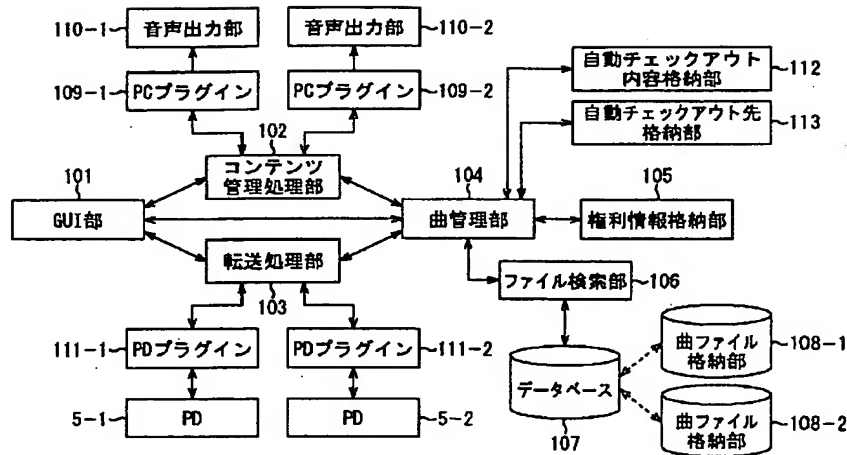 110-1
音声出力部
音声出力部
110-2
109-1
PCプラグイン
PCプラグイン
109-2
自動チェックアウト
内容格納部
112
自動チェックアウト先
格納部
113
102
コンテンツ
管理処理部
101
GUI部
104
曲管理部
105
権利情報格納部
転送処理部
103
ファイル検索部
106
111-1
PDプラグイン
PDプラグイン
111-2
5-1
PD
PD
5-2
データベース
107
曲ファイル
格納部
108-1
曲ファイル
格納部
108-2